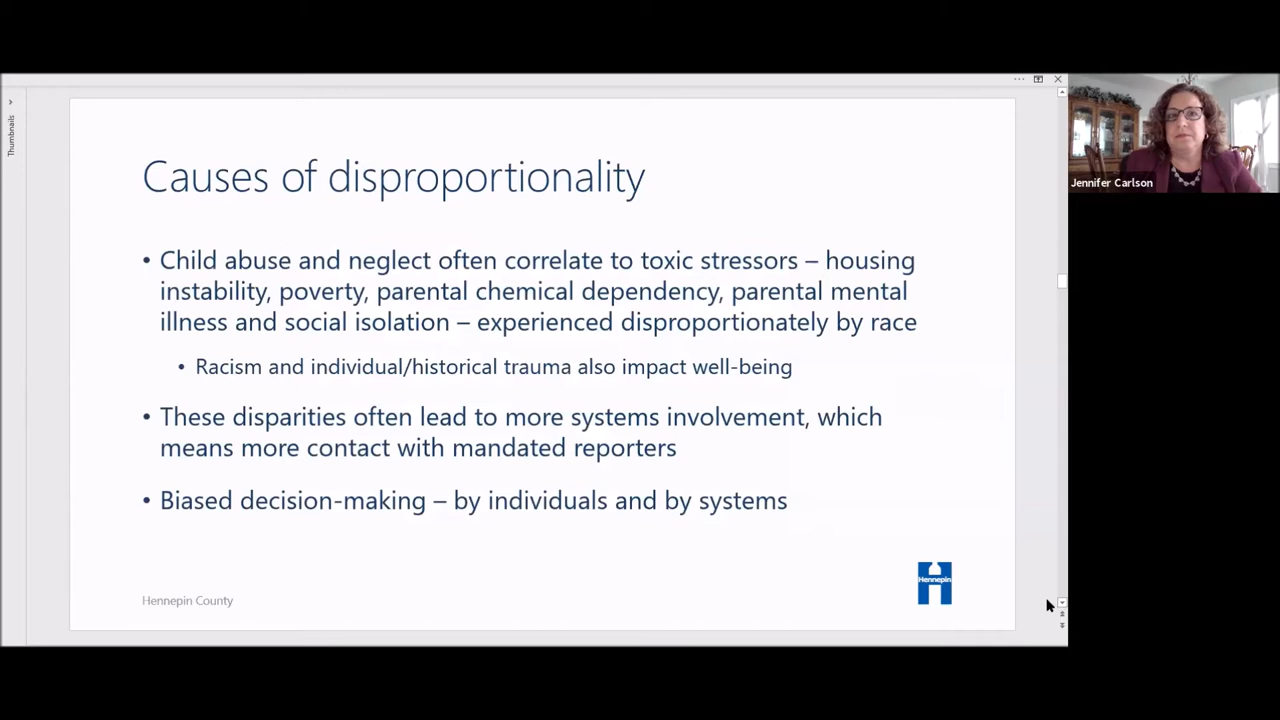 Thumbnails
Jennifer Carlson
Causes of disproportionality
• Child abuse and neglect often correlate to toxic stressors – housing
instability, poverty, parental chemical dependency, parental mental
illness and social isolation – experienced disproportionately by race
• Racism and individual/historical trauma also impact well-being
• These disparities often lead to more systems involvement, which
means more contact with mandated reporters
• Biased decision-making – by individuals and by systems
Hennepin
Hennepin County